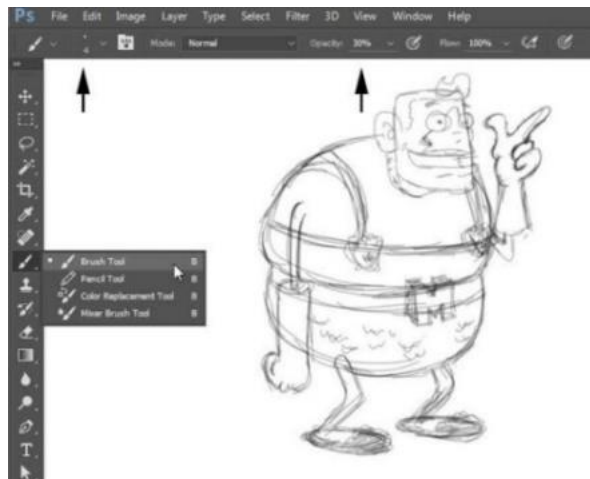 Ps File Edit Image Layer Type Select Filter 3D View Window Help
4 Mode: Normal Opacity: 30% Flow: 100%
Brush Tool B
Pencil Tool B
Color Replacement Tool B
Mixer Brush Tool B
T
M